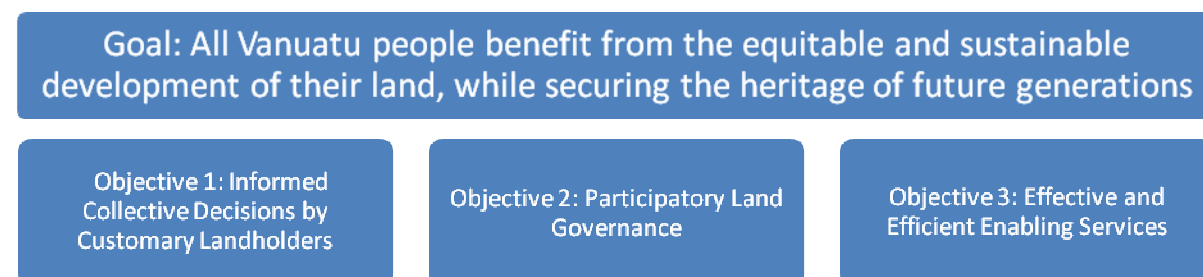 Goal: All Vanuatu people benefit from the equitable and sustainable
development of their land, while securing the heritage of future generations
Objective 1: Informed
Collective Decisions by
Customary Landholders
Objective 2: Participatory Land
Governance
Objective 3: Effective and
Efficient Enabling Services